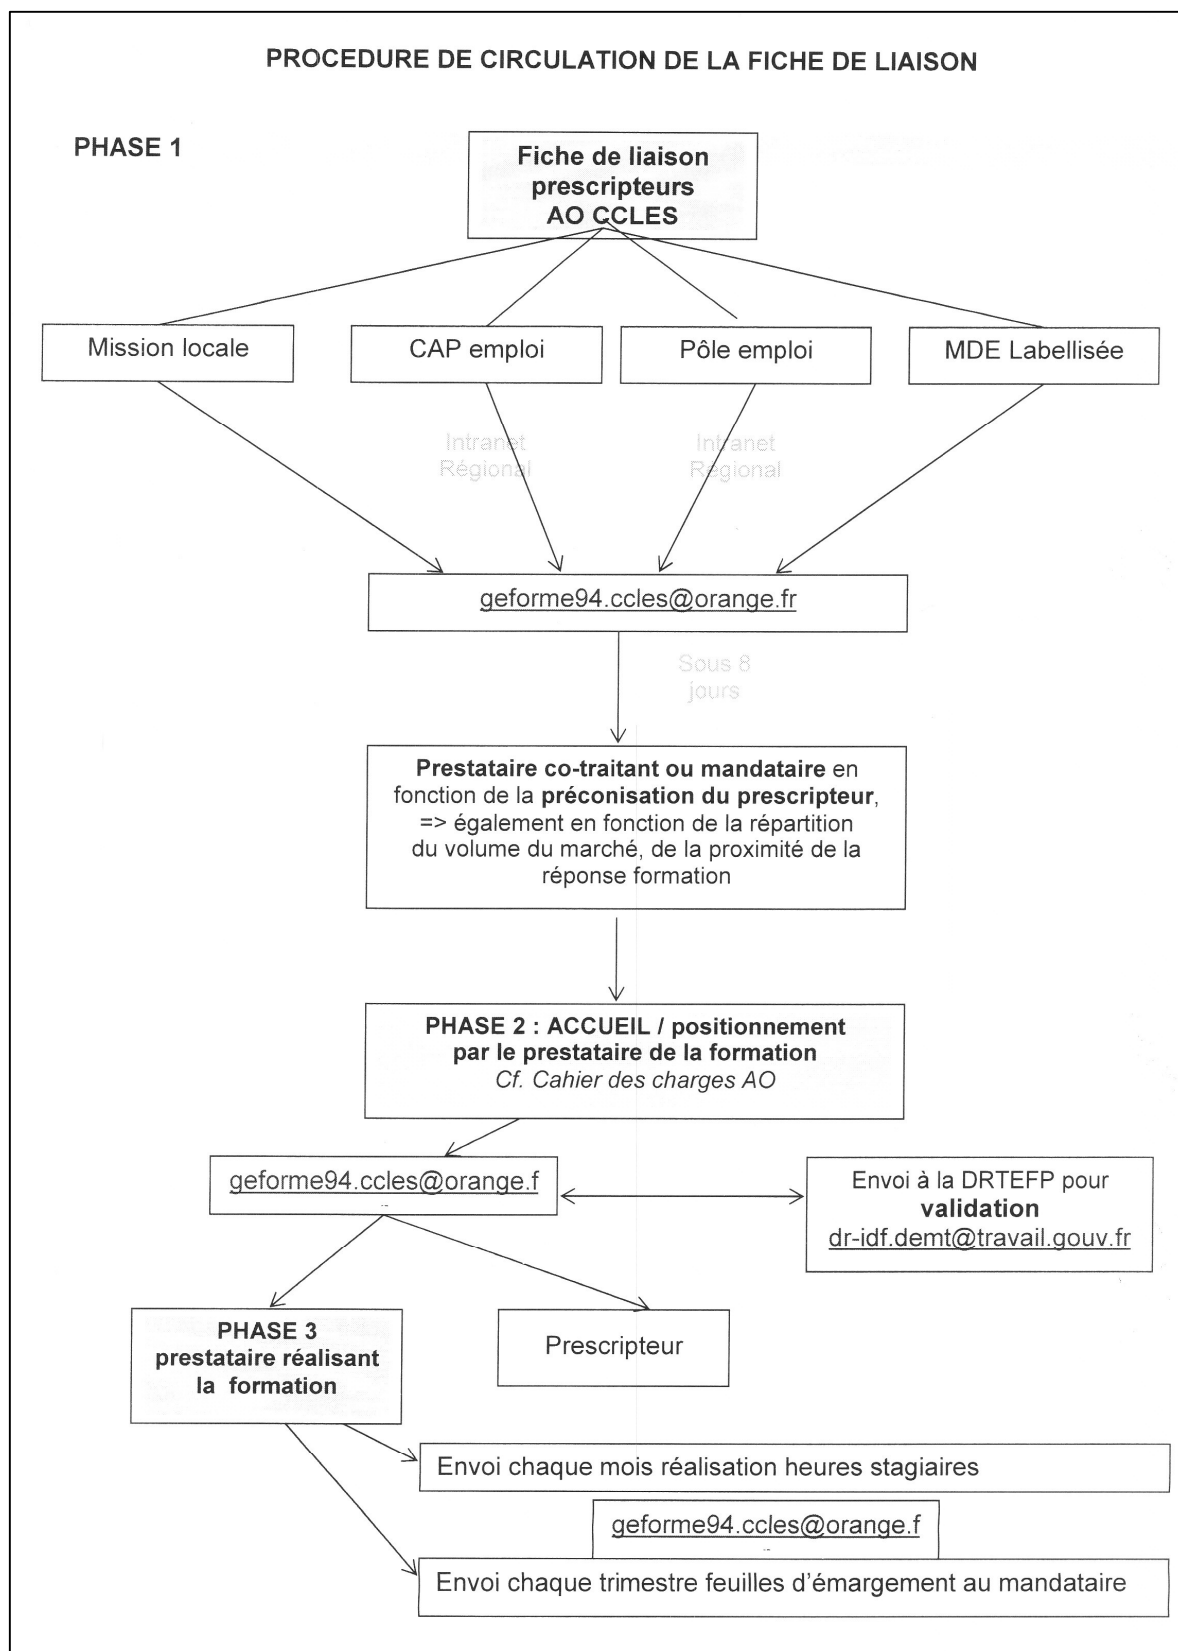 PROCEDURE DE CIRCULATION DE LA FICHE DE LIAISON
PHASE 1
Fiche de liaison
prescripteurs
AO CCLES
Mission locale
CAP emploi
Pôle emploi
MDE Labellisée
Intranet
Régional
Intranet
Régional
geforme94.ccles@orange.fr
Sous 8
jours
Prestataire co-traitant ou mandataire en
fonction de la préconisation du prescripteur,
=> également en fonction de la répartition
du volume du marché, de la proximité de la
réponse formation
PHASE 2 : ACCUEIL / positionnement
par le prestataire de la formation
Cf. Cahier des charges AO
geforme94.ccles@orange.f
Envoi à la DRTEFP pour
validation
dr-idf.demt@travail.gouv.fr
PHASE 3
prestataire réalisant
la formation
Prescripteur
Envoi chaque mois réalisation heures stagiaires
geforme94.ccles@orange.f
Envoi chaque trimestre feuilles d'émargement au mandataire